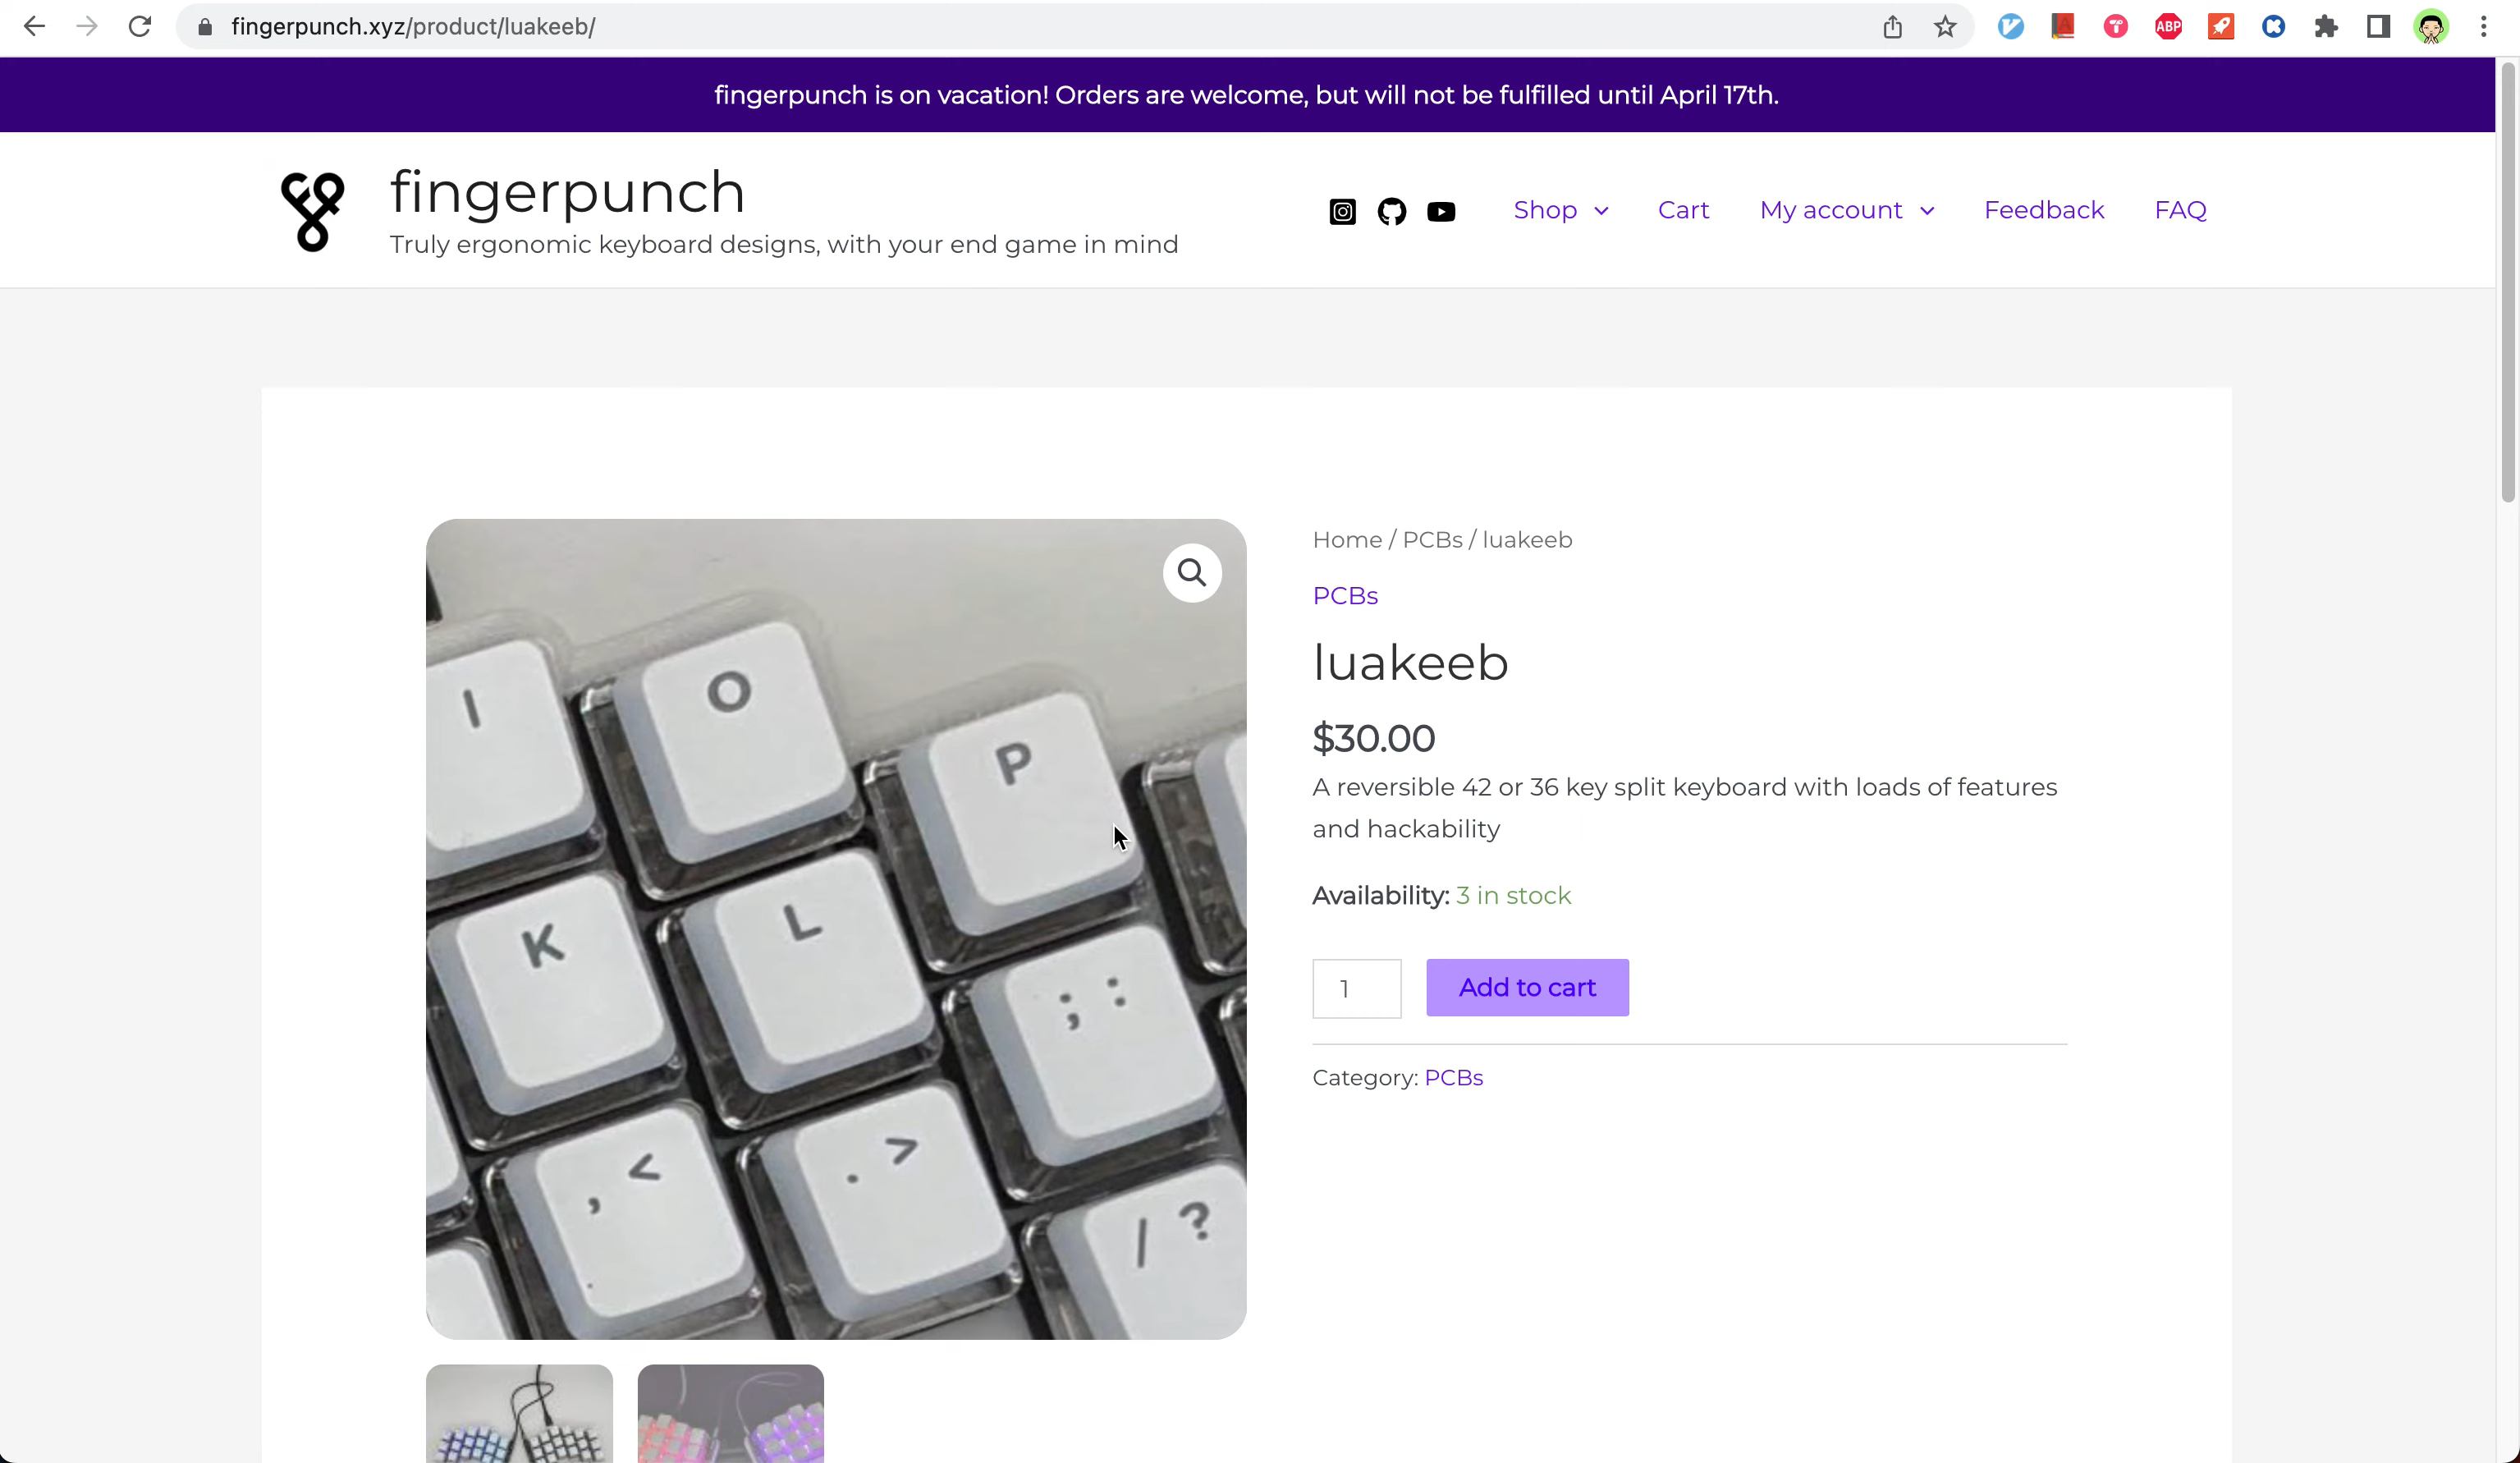 fingerpunch.xyz/product/luakeeb/
ABP
fingerpunch is on vacation! Orders are welcome, but will not be fulfilled until April 17th.
fingerpunch
Truly ergonomic keyboard designs, with your end game in mind
Shop
Cart
My account
Feedback
FAQ
Home / PCBs / luakeeb
PCBs
luakeeb
$30.00
A reversible 42 or 36 key split keyboard with loads of features
and hackability
Availability: 3 in stock
1
Add to cart
Category: PCBs
I
O
P
K
L
; :
, <
. >
/ ?